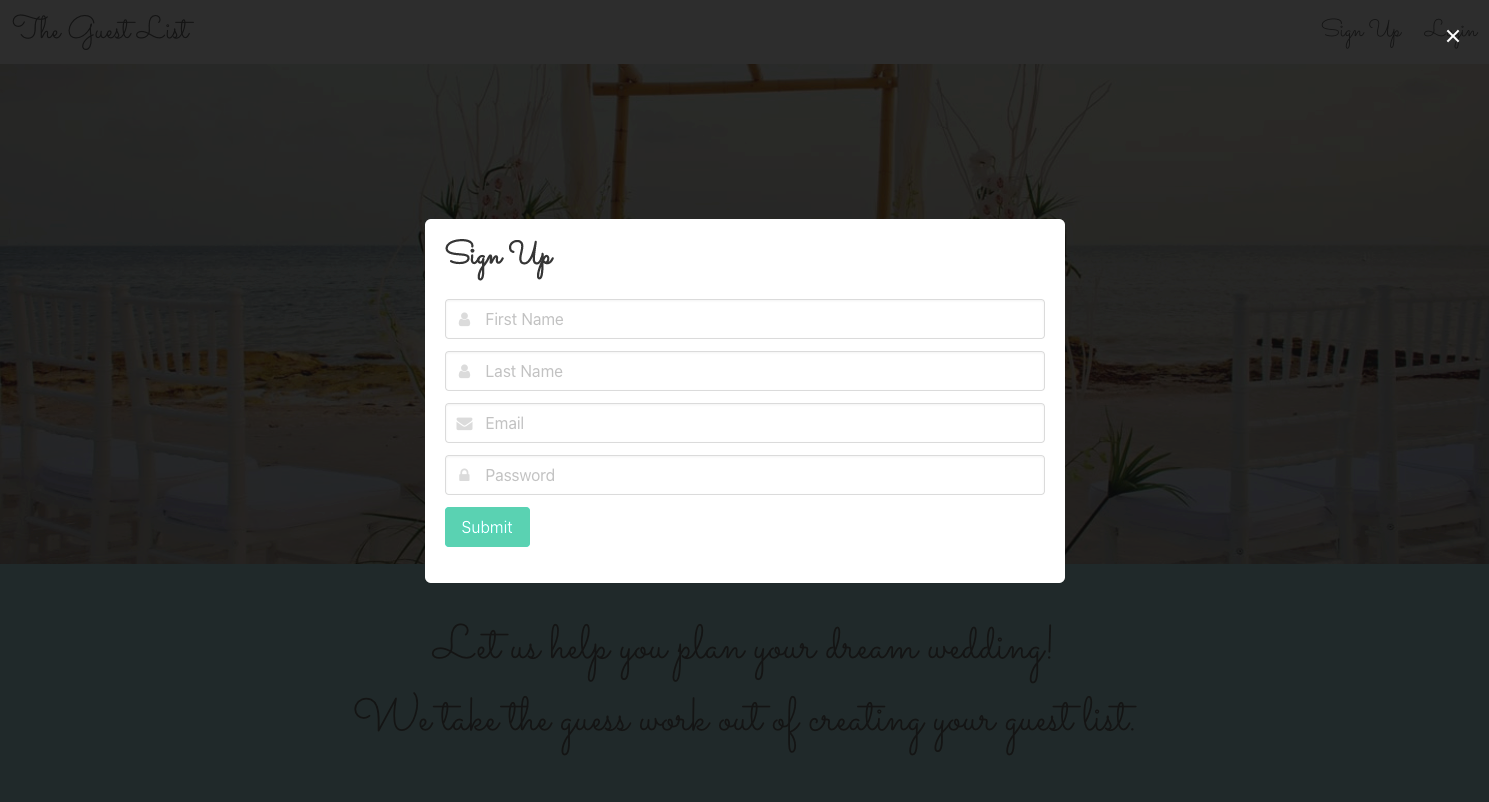 The Guest List
Sign Up
Login
Sign Up
First Name
Last Name
Email
Password
Submit
Let us help you plan your dream wedding!
We take the guess work out of creating your guest list.